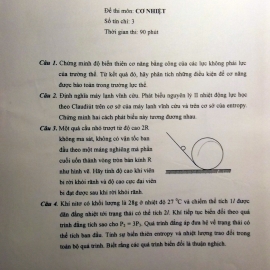 Đề thi môn: CƠ NHIỆT
Số tín chỉ: 3
Thời gian thi: 90 phút
Câu 1. Chứng minh độ biến thiên cơ năng bằng công của các lực không phải lực
của trường thế. Từ kết quả đó, hãy phân tích những điều kiện để cơ năng
được bảo toàn trong trường lực thế.
Câu 2. Định nghĩa máy lạnh vĩnh cửu. Phát biểu nguyên lý II nhiệt động lực học
theo Claudiút trên cơ sở của máy lạnh vĩnh cửu và trên cơ sở của entropy.
Chứng minh hai cách phát biểu này tương đương nhau.
Câu 3. Một quả cầu nhỏ trượt từ độ cao 2R
không ma sát, không có vận tốc ban
đầu theo một máng nghiêng mà phần
cuối uốn thành vòng tròn bán kính R
như hình vẽ. Hãy tính độ cao khi viên
bi rời khỏi rãnh và độ cao cực đại viên
bi đạt được sau khi rời khỏi rãnh.
Câu 4. Khí nitơ có khối lượng là 28g ở nhiệt độ 27 °C và chiếm thể tích 1l được
dãn đẳng nhiệt tới trạng thái có thể tích 2l. Khí tiếp tục biến đổi theo quá
trình đẳng tích sao cho P₂ = 3P₁. Quá trình đẳng áp đưa hệ về trạng thái có
thể tích ban đầu. Tính sự biến thiên entropy và nhiệt lượng trao đổi trong
toàn bộ quá trình. Biết rằng các quá trình biến đổi là thuận nghịch.